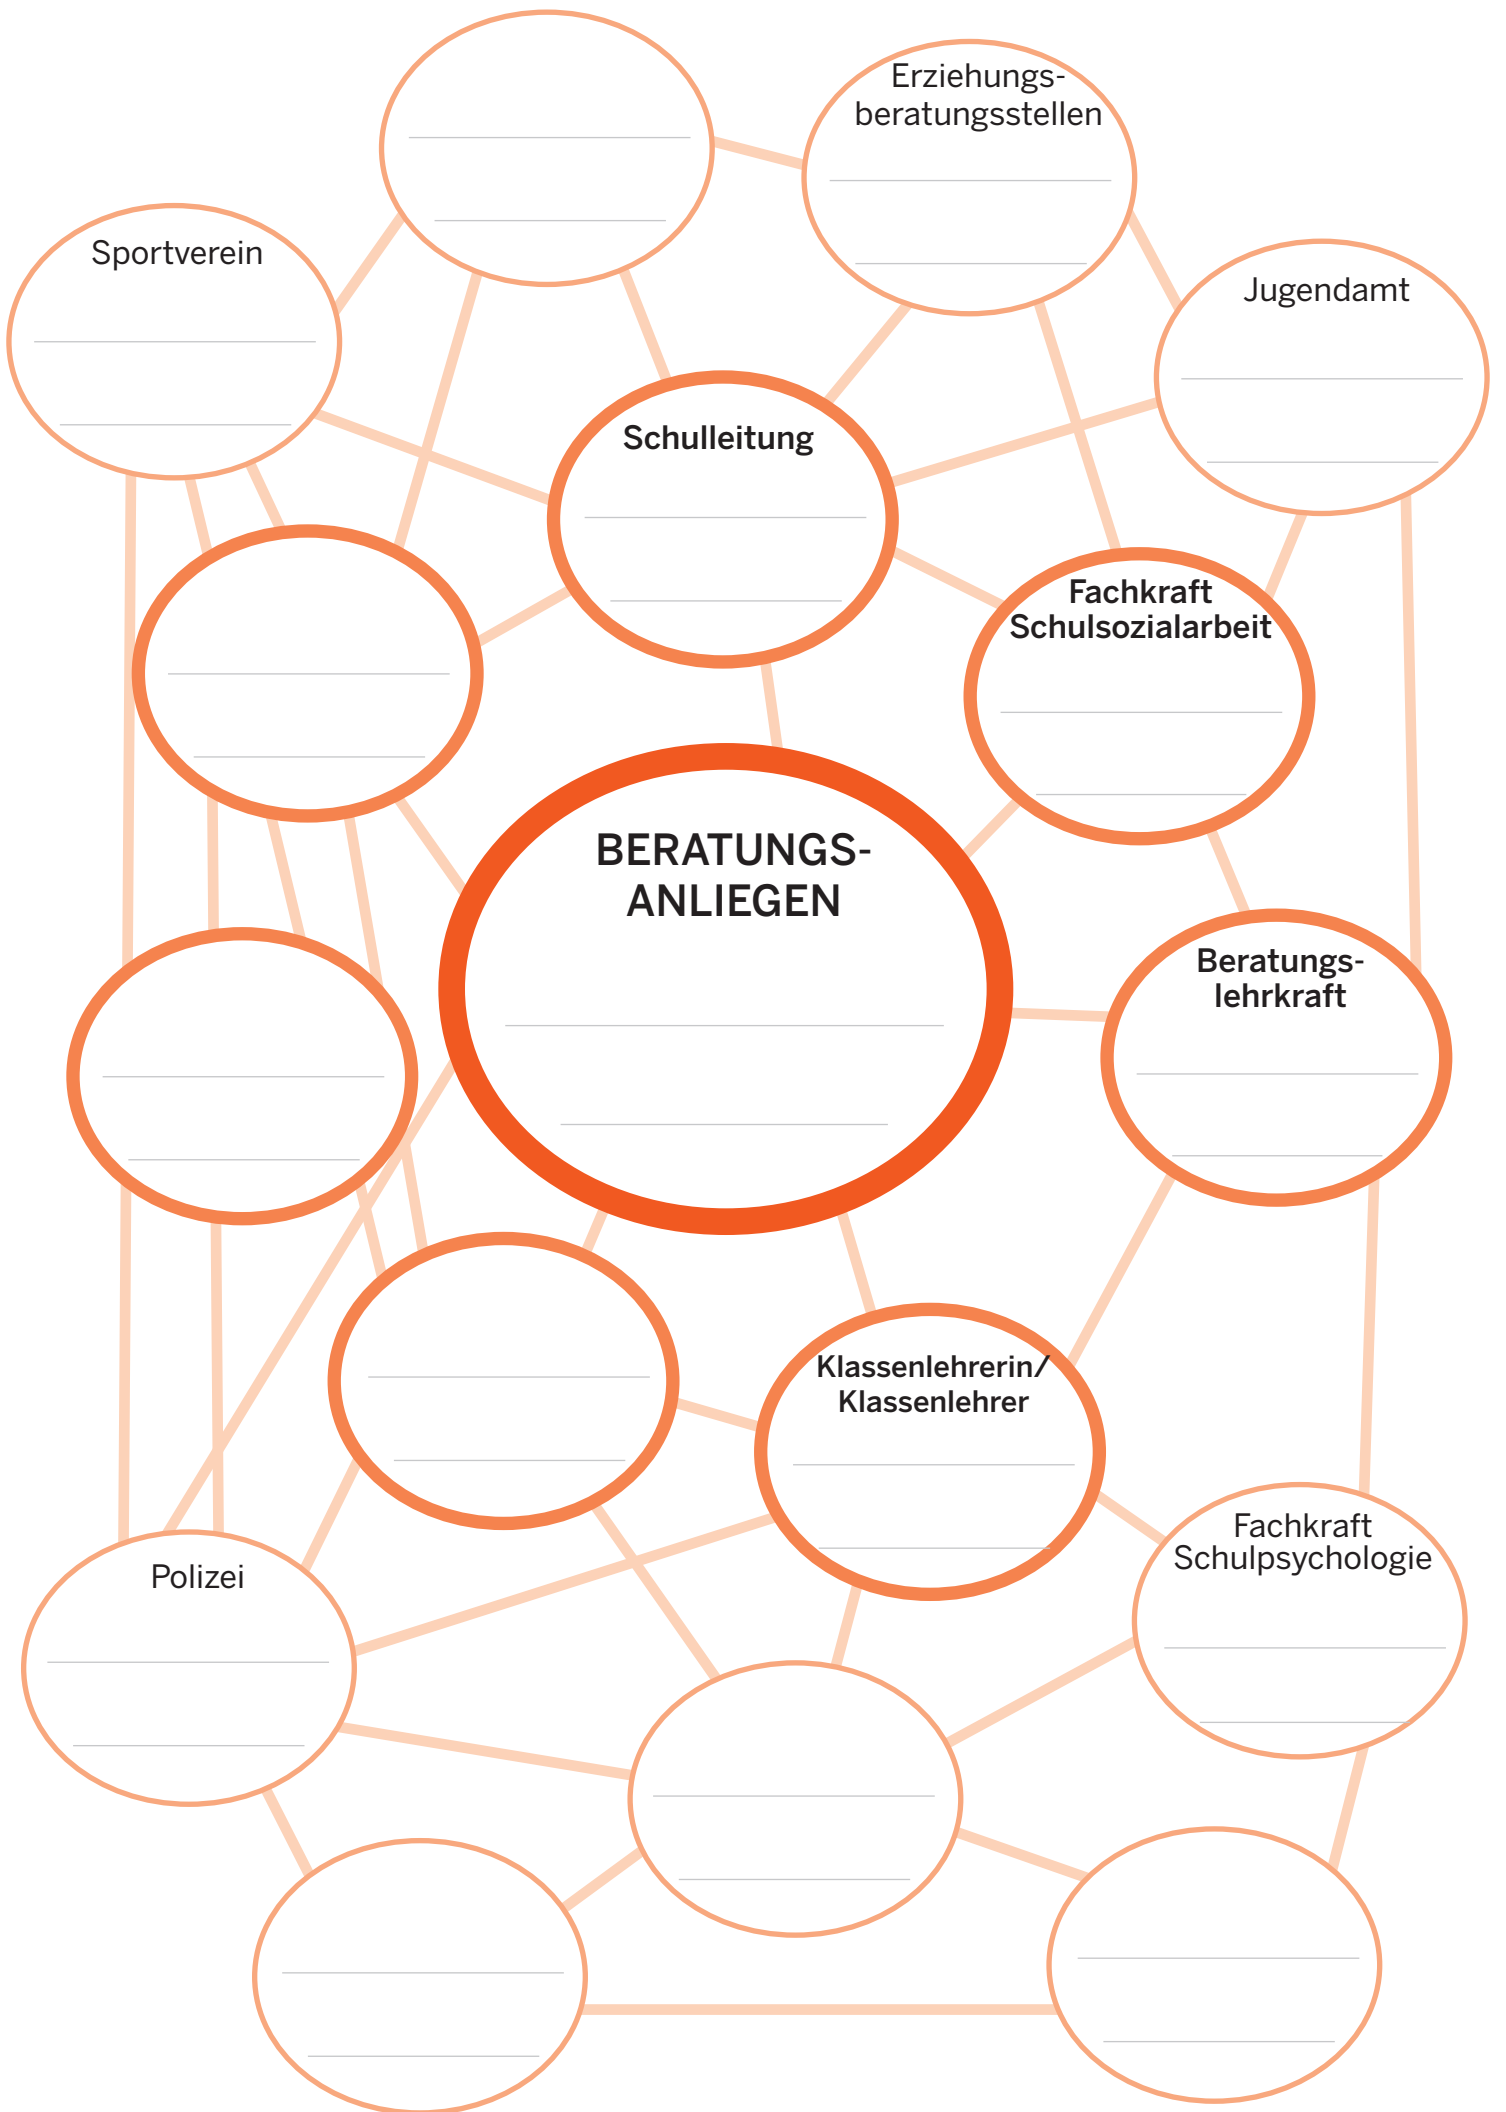 Erziehungs-
beratungsstellen
Sportverein
Jugendamt
Schulleitung
Fachkraft
Schulsozialarbeit
BERATUNGS-
ANLIEGEN
Beratungs-
lehrkraft
Klassenlehrerin/
Klassenlehrer
Fachkraft
Schulpsychologie
Polizei